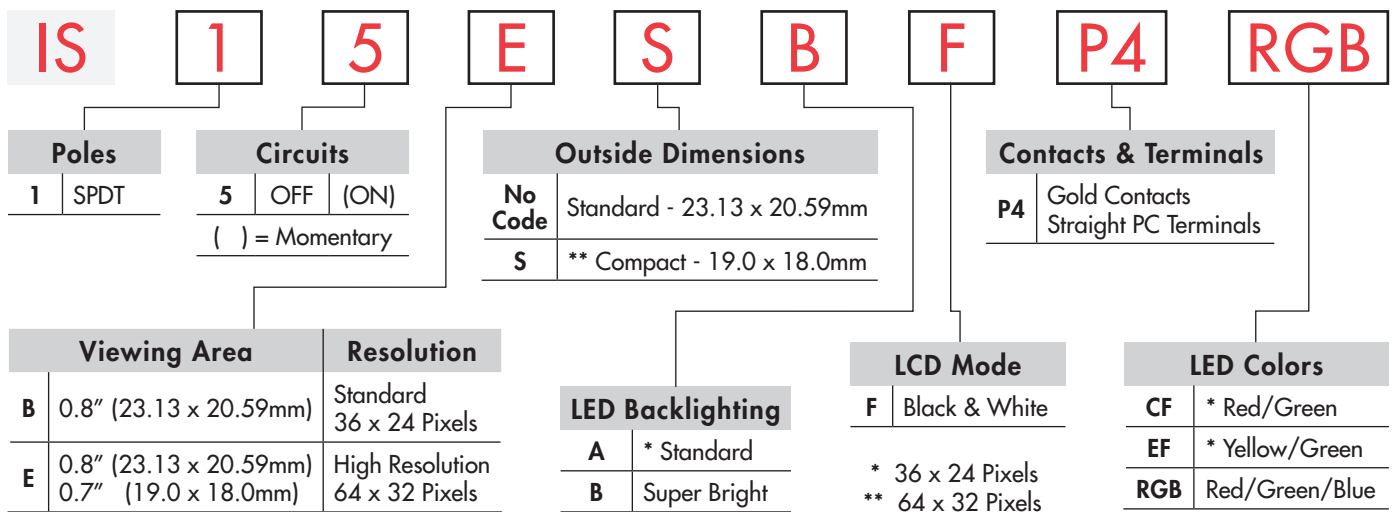 IS 1 5 E S B F P4 RGB
Poles
1 SPDT
Circuits
5 OFF (ON)
( ) = Momentary
Outside Dimensions
No Code Standard - 23.13 x 20.59mm
S ** Compact - 19.0 x 18.0mm
Contacts & Terminals
P4 Gold Contacts
Straight PC Terminals
Viewing Area Resolution
B 0.8” (23.13 x 20.59mm) Standard
36 x 24 Pixels
E 0.8” (23.13 x 20.59mm) High Resolution
0.7” (19.0 x 18.0mm) 64 x 32 Pixels
LED Backlighting
A * Standard
B Super Bright
LCD Mode
F Black & White
* 36 x 24 Pixels
** 64 x 32 Pixels
LED Colors
CF * Red/Green
EF * Yellow/Green
RGB Red/Green/Blue